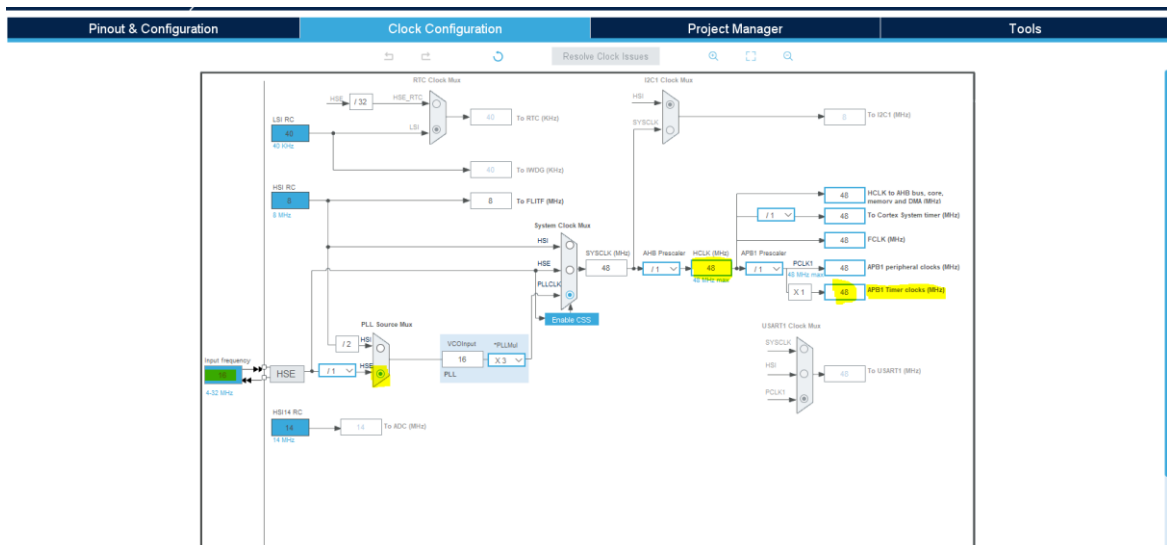 Pinout & Configuration
Clock Configuration
Project Manager
Tools
Resolve Clock Issues
RTC Clock Mux
I2C1 Clock Mux
HSE
/ 32
HSE_RTC
HSI
LSI RC
40
40 KHz
LSI
40
To RTC (KHz)
SYSCLK
8
To I2C1 (MHz)
40
To IWDG (KHz)
HSI RC
8
8 MHz
8
To FLITF (MHz)
System Clock Mux
HSI
HSE
PLLCLK
Enable CSS
SYSCLK (MHz)
48
AHB Prescaler
/ 1
HCLK (MHz)
48
48 MHz max
APB1 Prescaler
/ 1
48
HCLK to AHB bus, core,
memory and DMA (MHz)
/ 1
48
To Cortex System timer (MHz)
48
FCLK (MHz)
PCLK1
48 MHz max
48
APB1 peripheral clocks (MHz)
X 1
48
APB1 Timer clocks (MHz)
PLL Source Mux
/ 2
HSI
HSE
VCOInput
16
*PLLMul
X 3
PLL
Input frequency
4-32 MHz
HSE
/ 1
USART1 Clock Mux
SYSCLK
HSI
PCLK1
48
To USART1 (MHz)
HSI14 RC
14
14 MHz
14
To ADC (MHz)